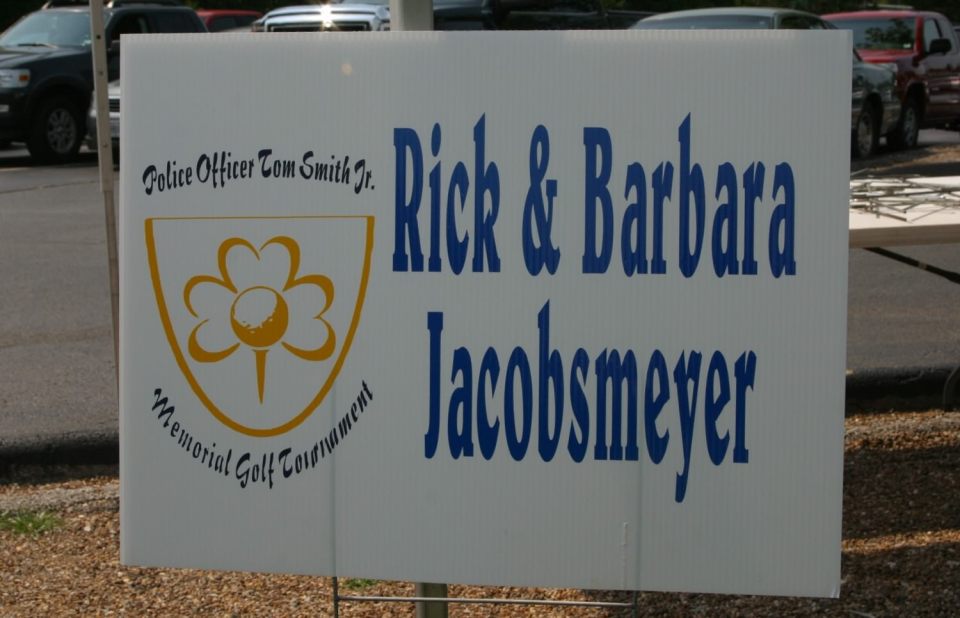 Police Officer Tom Smith Jr.
Memorial Golf Tournament
Rick & Barbara
Jacobsmeyer